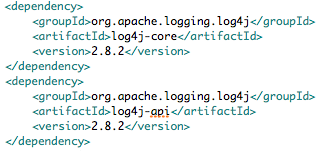 <dependency>
<groupId>org.apache.logging.log4j</groupId>
<artifactId>log4j-core</artifactId>
<version>2.8.2</version>
</dependency>
<dependency>
<groupId>org.apache.logging.log4j</groupId>
<artifactId>log4j-api</artifactId>
<version>2.8.2</version>
</dependency>